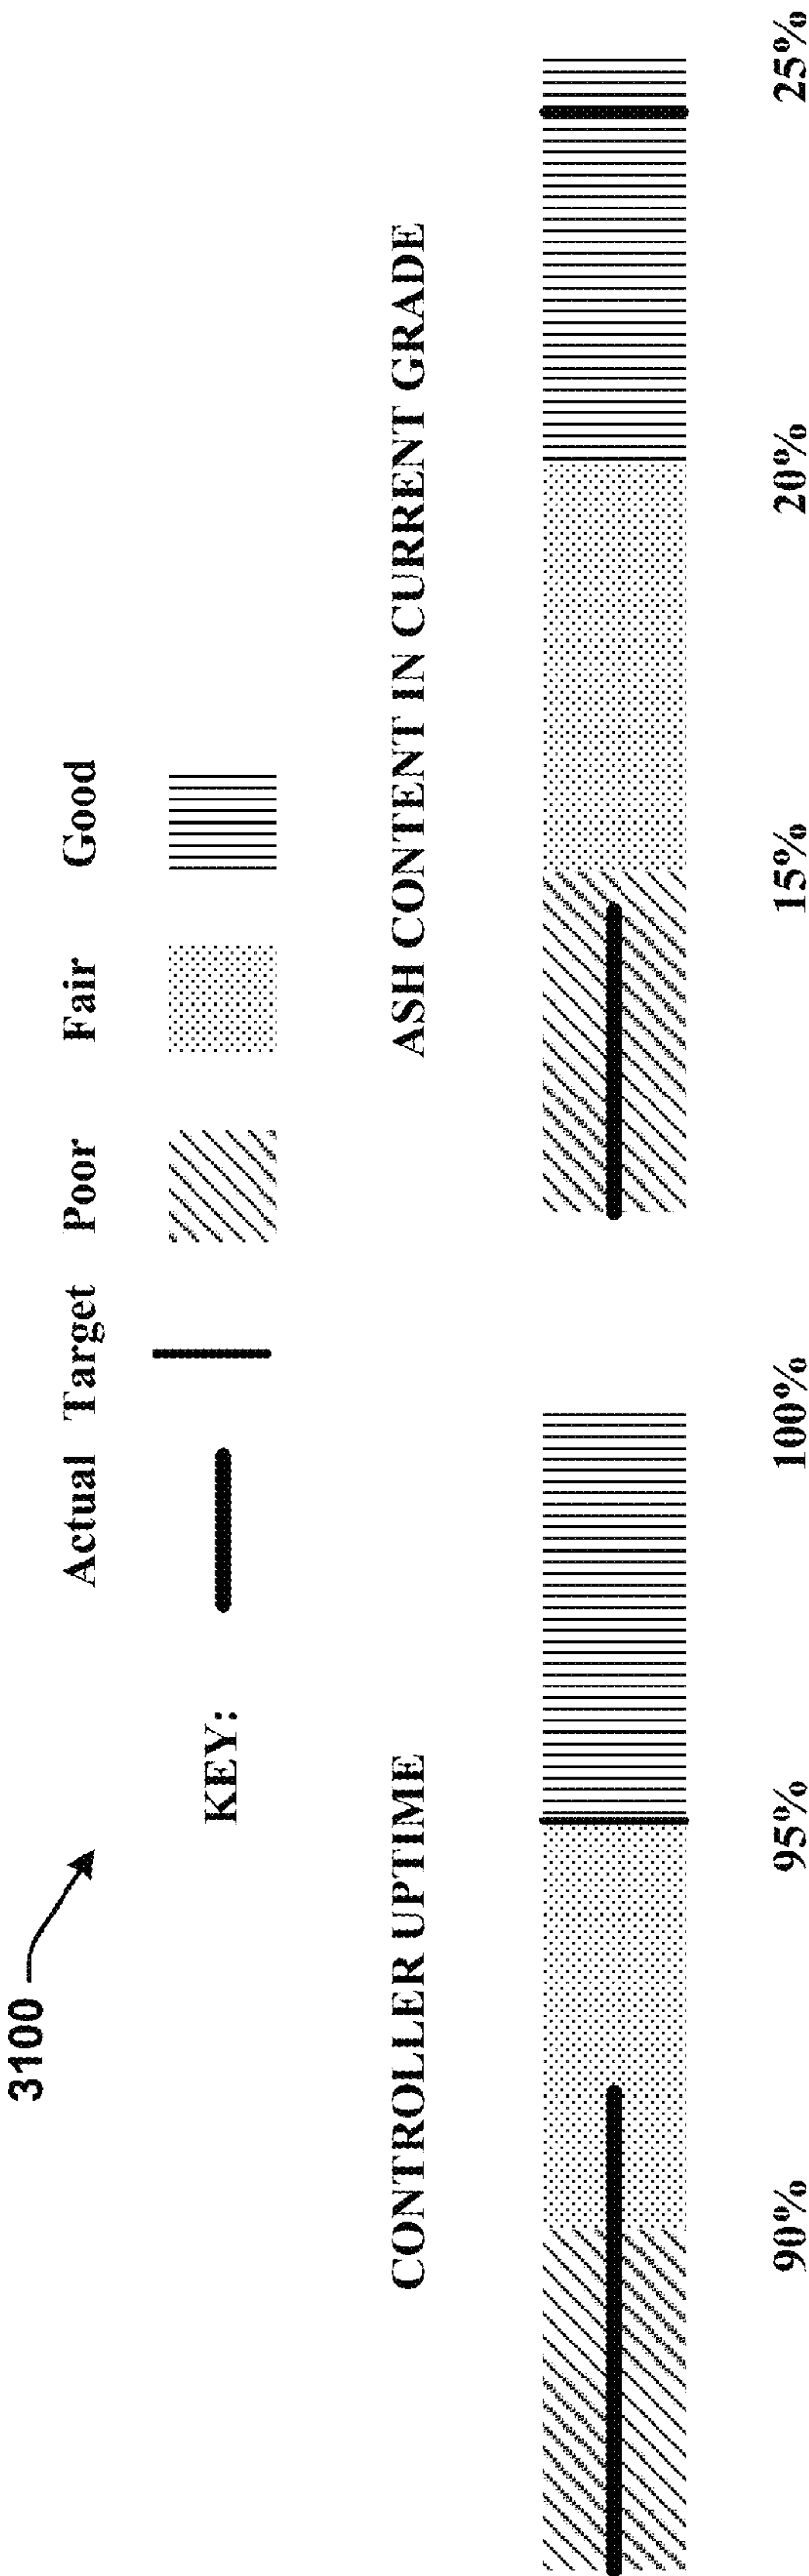 3100
Actual Target Poor Fair Good
KEY:
CONTROLLER UPTIME
ASH CONTENT IN CURRENT GRADE
90% 95% 100% 15% 20% 25%